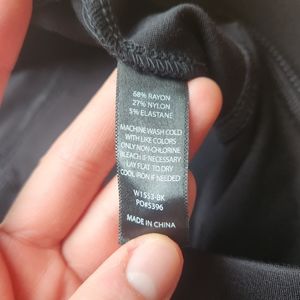 68% RAYON
27% NYLON
5% ELASTANE
MACHINE WASH COLD
WITH LIKE COLORS
ONLY NON-CHLORINE
BLEACH IF NECESSARY
LAY FLAT TO DRY
COOL IRON IF NEEDED
W1553-BK
PO#5396
MADE IN CHINA